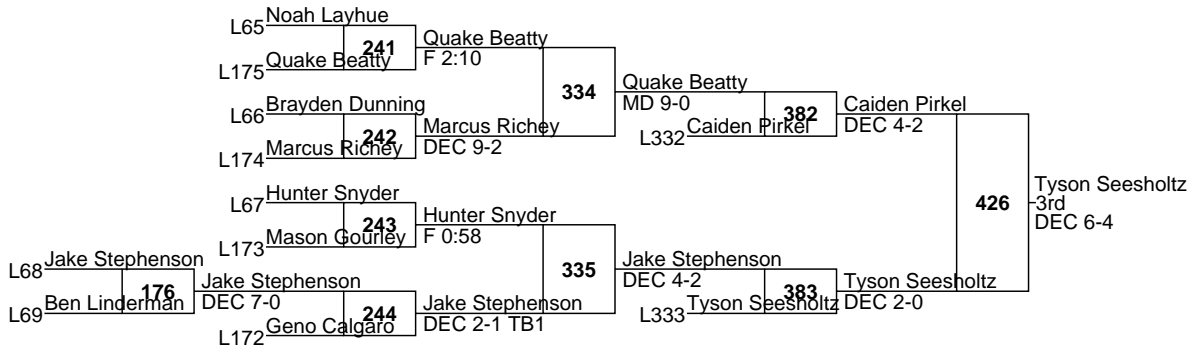 L65 Noah Layhue
241
Quake Beatty
F 2:10
L175 Quake Beatty
334
Quake Beatty
MD 9-0
L66 Brayden Dunning
242
Marcus Richey
DEC 9-2
L174 Marcus Richey
382
Caiden Pirkel
DEC 4-2
L332 Caiden Pirkel
L67 Hunter Snyder
243
Hunter Snyder
F 0:58
L173 Mason Gourley
426
Tyson Seesholtz
3rd
DEC 6-4
L68 Jake Stephenson
176
Jake Stephenson
DEC 7-0
L69 Ben Linderman
335
Jake Stephenson
DEC 4-2
244
Jake Stephenson
DEC 2-1 TB1
L172 Geno Calgaro
383
Tyson Seesholtz
DEC 2-0
L333 Tyson Seesholtz